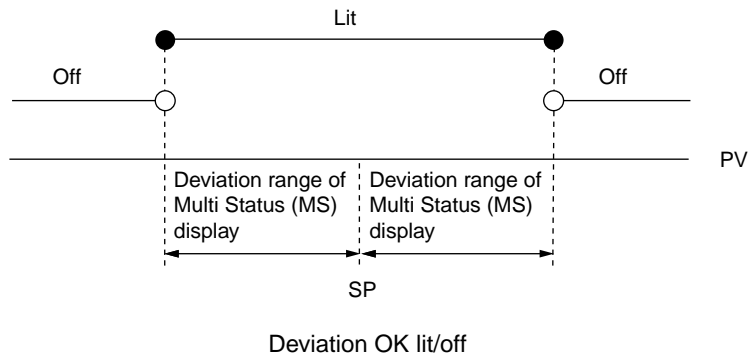 Lit
Off
Off
PV
Deviation range of
Multi Status (MS)
display
Deviation range of
Multi Status (MS)
display
SP
Deviation OK lit/off